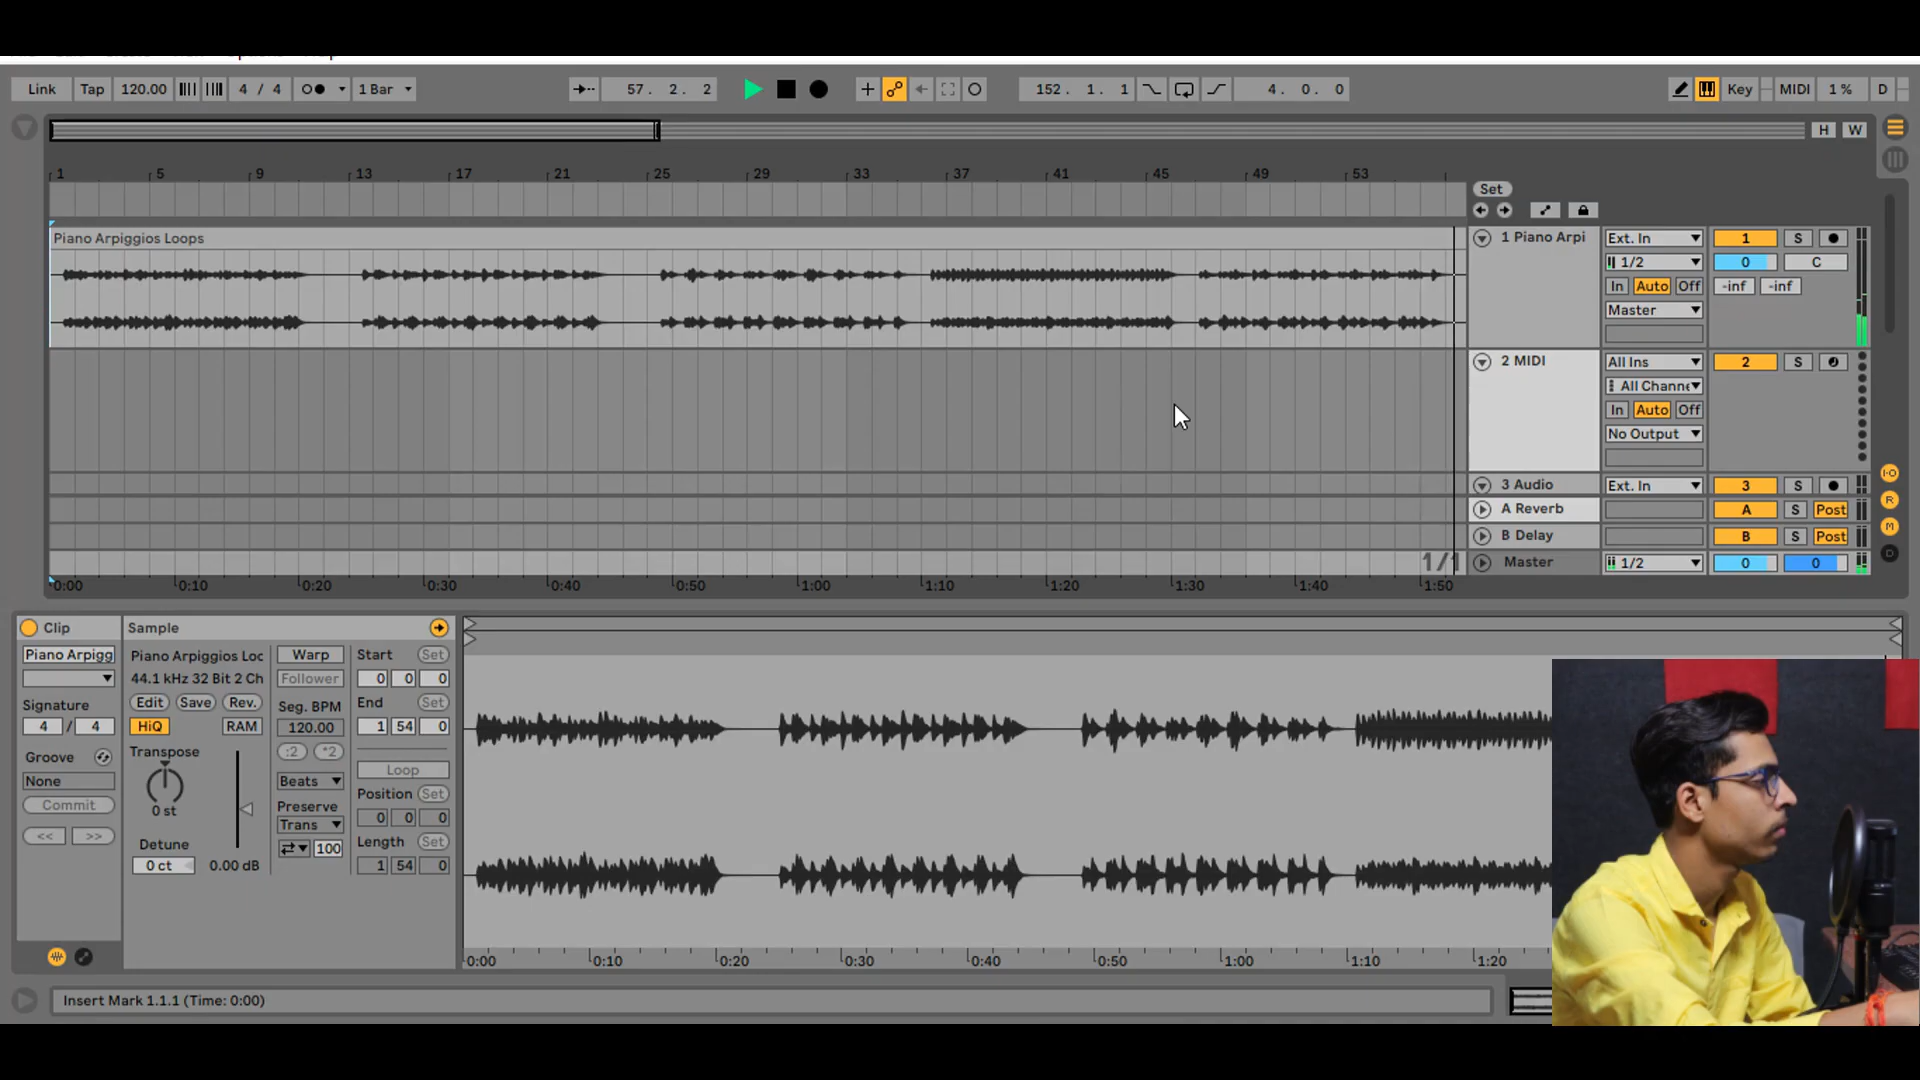 Link Tap 120.00 4 / 4 1 Bar 57. 2. 2 152. 1. 1 4. 0. 0 Key MIDI 1 % D
H W
1 5 9 13 17 21 25 29 33 37 41 45 49 53
Set
Piano Arpiggios Loops
1 Piano Arpi Ext. In 1 S
1/2 0 C
In Auto Off -inf -inf
Master
2 MIDI All Ins 2 S
All Channe
In Auto Off
No Output
3 Audio Ext. In 3 S
A Reverb A S Post
B Delay B S Post
1/1 Master 1/2 0 0
I·O
R
M
D
0:00 0:10 0:20 0:30 0:40 0:50 1:00 1:10 1:20 1:30 1:40 1:50
Clip Sample
Piano Arpigg Piano Arpiggios Loc Warp Start Set
44.1 kHz 32 Bit 2 Ch Follower 0 0 0
Signature Edit Save Rev. Seg. BPM End Set
4 / 4 HiQ RAM 120.00 1 54 0
Groove Transpose :2 *2
None Beats Loop
Commit 0 st Preserve Position Set
Trans 0 0 0
<< >> Detune 100 Length Set
0 ct 0.00 dB 1 54 0
0:00 0:10 0:20 0:30 0:40 0:50 1:00 1:10 1:20
Insert Mark 1.1.1 (Time: 0:00)